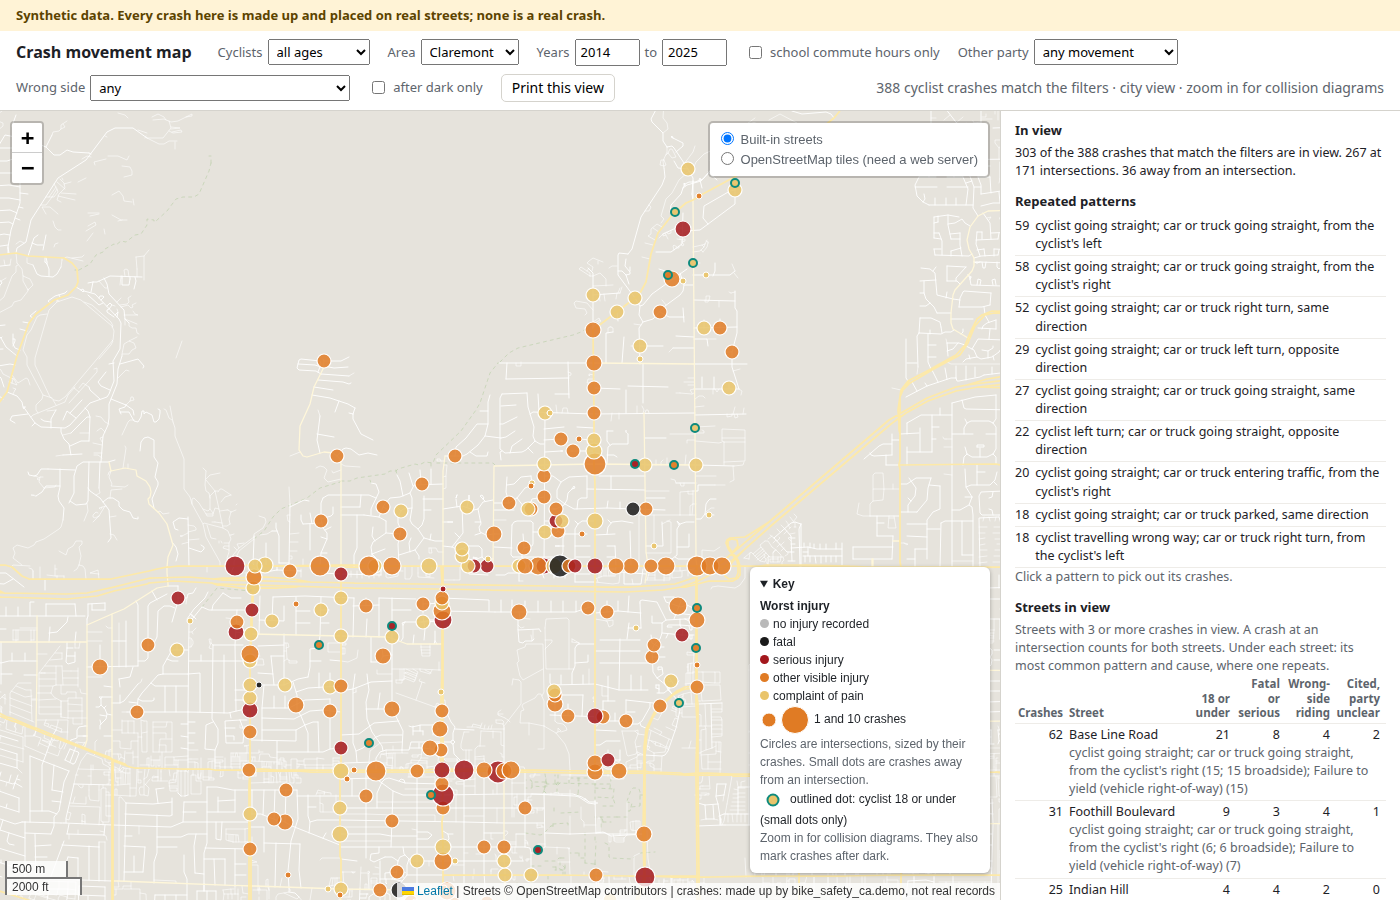 Synthetic data. Every crash here is made up and placed on real streets; none is a real crash.
Crash movement map
Cyclists all ages
Area Claremont
Years 2014 to 2025
school commute hours only
Other party any movement
Wrong side any
after dark only
Print this view
388 cyclist crashes match the filters · city view · zoom in for collision diagrams
+
−
Built-in streets
OpenStreetMap tiles (need a web server)
▼ Key
Worst injury
no injury recorded
fatal
serious injury
other visible injury
complaint of pain
1 and 10 crashes
Circles are intersections, sized by their
crashes. Small dots are crashes away
from an intersection.
outlined dot: cyclist 18 or under
(small dots only)
Zoom in for collision diagrams. They also
mark crashes after dark.
500 m
2000 ft
Leaflet | Streets © OpenStreetMap contributors | crashes: made up by bike_safety_ca.demo, not real records
In view
303 of the 388 crashes that match the filters are in view. 267 at
171 intersections. 36 away from an intersection.
Repeated patterns
59 cyclist going straight; car or truck going straight, from the
cyclist's left
58 cyclist going straight; car or truck going straight, from the
cyclist's right
52 cyclist going straight; car or truck right turn, same
direction
29 cyclist going straight; car or truck left turn, opposite
direction
27 cyclist going straight; car or truck going straight, same
direction
22 cyclist left turn; car or truck going straight, opposite
direction
20 cyclist going straight; car or truck entering traffic, from the
cyclist's right
18 cyclist going straight; car or truck parked, same direction
18 cyclist travelling wrong way; car or truck right turn, from
the cyclist's left
Click a pattern to pick out its crashes.
Streets in view
Streets with 3 or more crashes in view. A crash at an
intersection counts for both streets. Under each street: its
most common pattern and cause, where one repeats.
Crashes Street 18 or under Fatal or serious Wrong-side riding Cited, party unclear
62 Base Line Road 21 8 4 2
cyclist going straight; car or truck going straight,
from the cyclist's right (15; 15 broadside); Failure to
yield (vehicle right-of-way) (15)
31 Foothill Boulevard 9 3 4 1
cyclist going straight; car or truck going straight,
from the cyclist's right (6; 6 broadside); Failure to
yield (vehicle right-of-way) (7)
25 Indian Hill 4 4 2 0